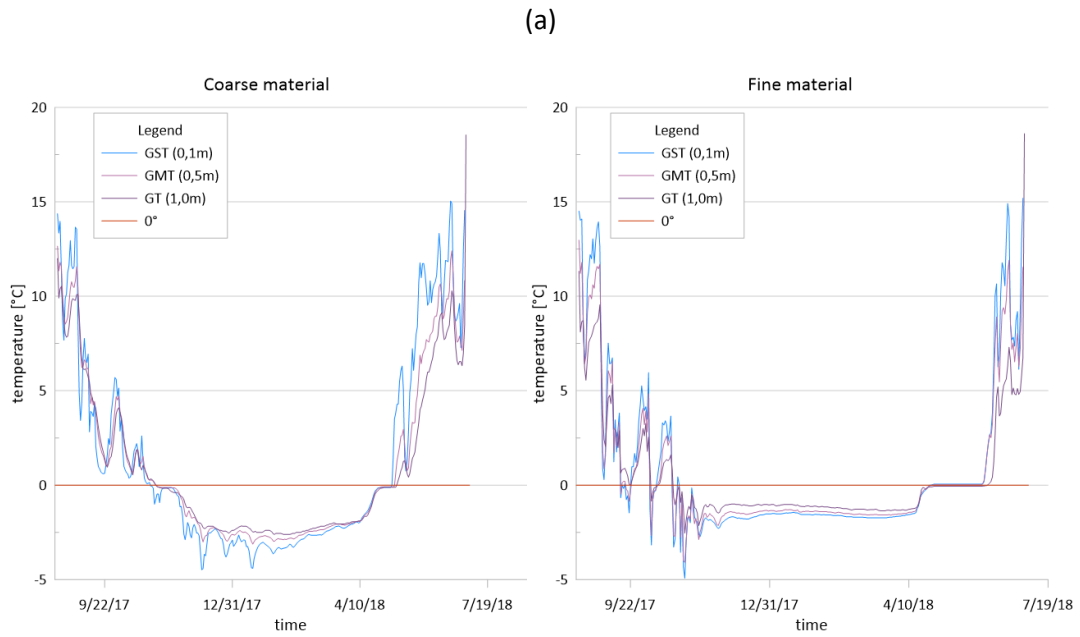 (a)
Coarse material
20
15
10
5
0
-5
temperature [°C]
Legend
GST (0,1m)
GMT (0,5m)
GT (1,0m)
0°
9/22/17
12/31/17
4/10/18
7/19/18
time
Fine material
20
15
10
5
0
-5
temperature [°C]
Legend
GST (0,1m)
GMT (0,5m)
GT (1,0m)
0°
9/22/17
12/31/17
4/10/18
7/19/18
time